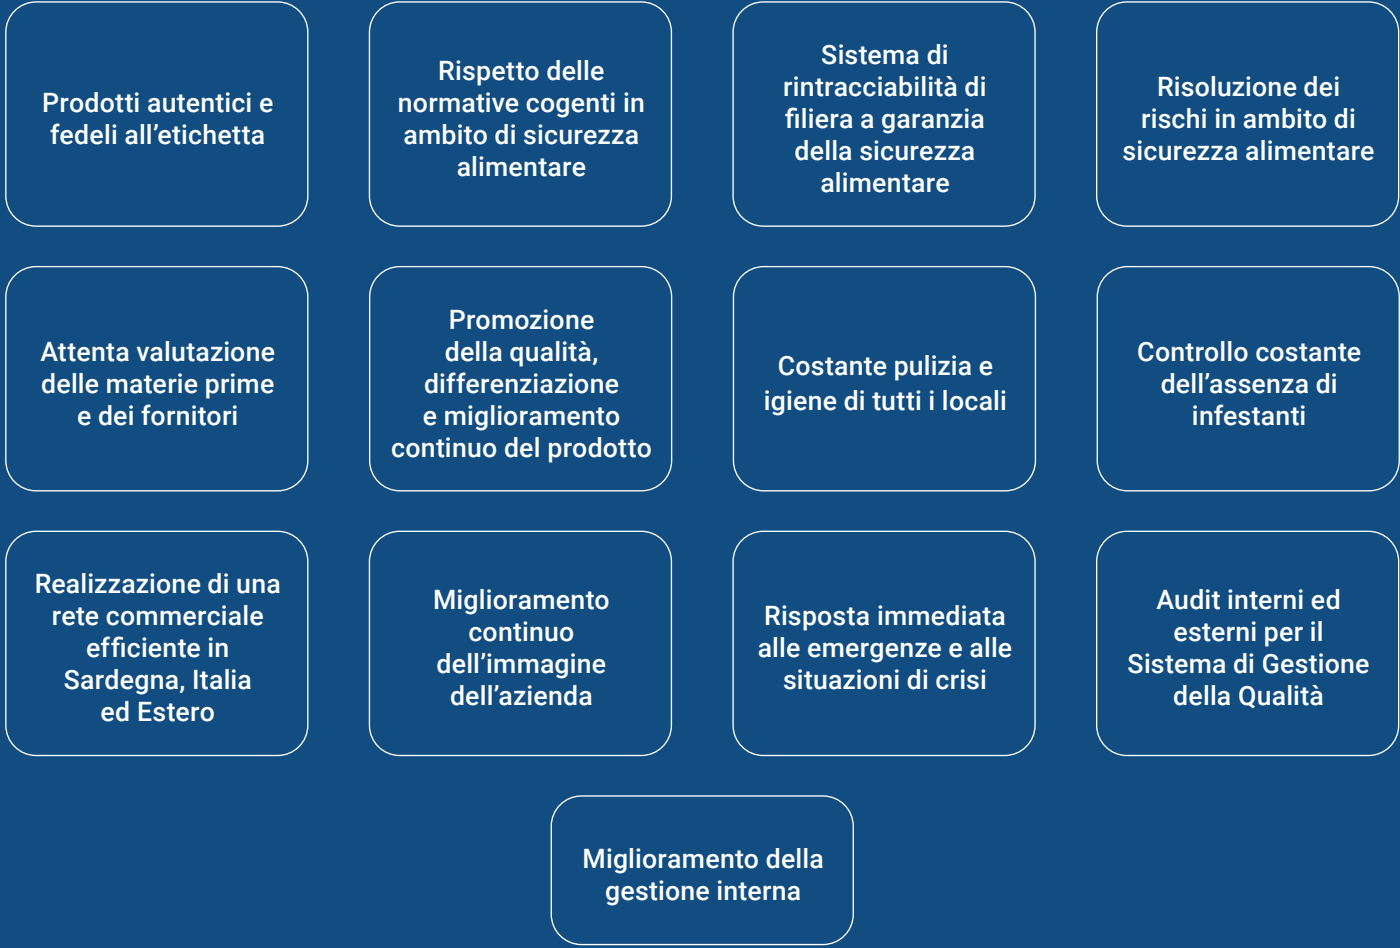 Prodotti autentici e
fedeli all’etichetta
Rispetto delle
normative cogenti in
ambito di sicurezza
alimentare
Sistema di
rintracciabilità di
filiera a garanzia
della sicurezza
alimentare
Risoluzione dei
rischi in ambito di
sicurezza alimentare
Attenta valutazione
delle materie prime
e dei fornitori
Promozione
della qualità,
differenziazione
e miglioramento
continuo del prodotto
Costante pulizia e
igiene di tutti i locali
Controllo costante
dell’assenza di
infestanti
Realizzazione di una
rete commerciale
efficiente in
Sardegna, Italia
ed Estero
Miglioramento
continuo
dell’immagine
dell’azienda
Risposta immediata
alle emergenze e alle
situazioni di crisi
Audit interni ed
esterni per il
Sistema di Gestione
della Qualità
Miglioramento della
gestione interna